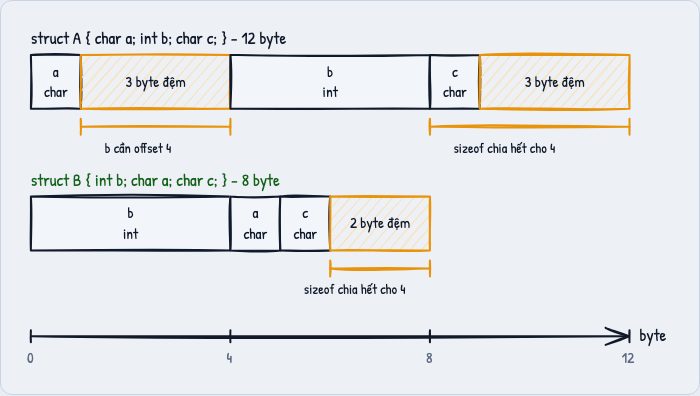 struct A { char a; int b; char c; } – 12 byte
a
char
3 byte đệm
b
int
c
char
3 byte đệm
b cần offset 4
sizeof chia hết cho 4
struct B { int b; char a; char c; } – 8 byte
b
int
a
char
c
char
2 byte đệm
sizeof chia hết cho 4
byte
0
4
8
12